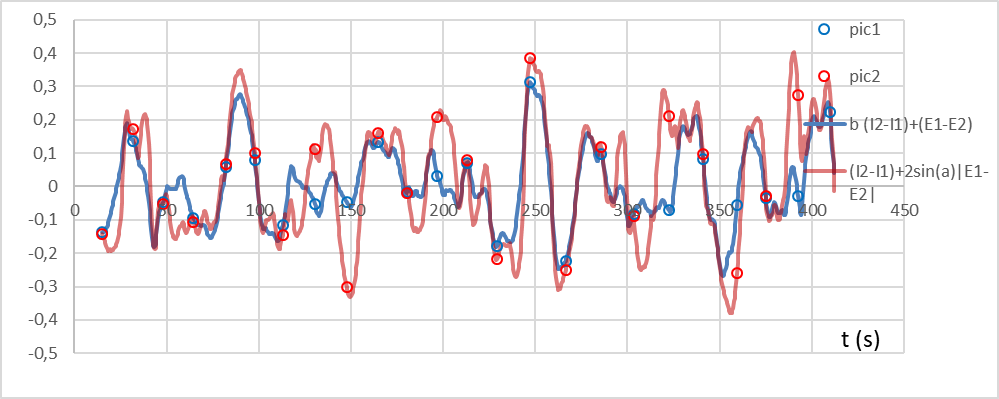 0,5
0,4
0,3
0,2
0,1
0
-0,1
-0,2
-0,3
-0,4
-0,5
0 50 100 150 200 250 300 350 400 450
t (s)
pic1
pic2
b (I2-I1)+(E1-E2)
(I2-I1)+2sin(a)|E1-
E2|